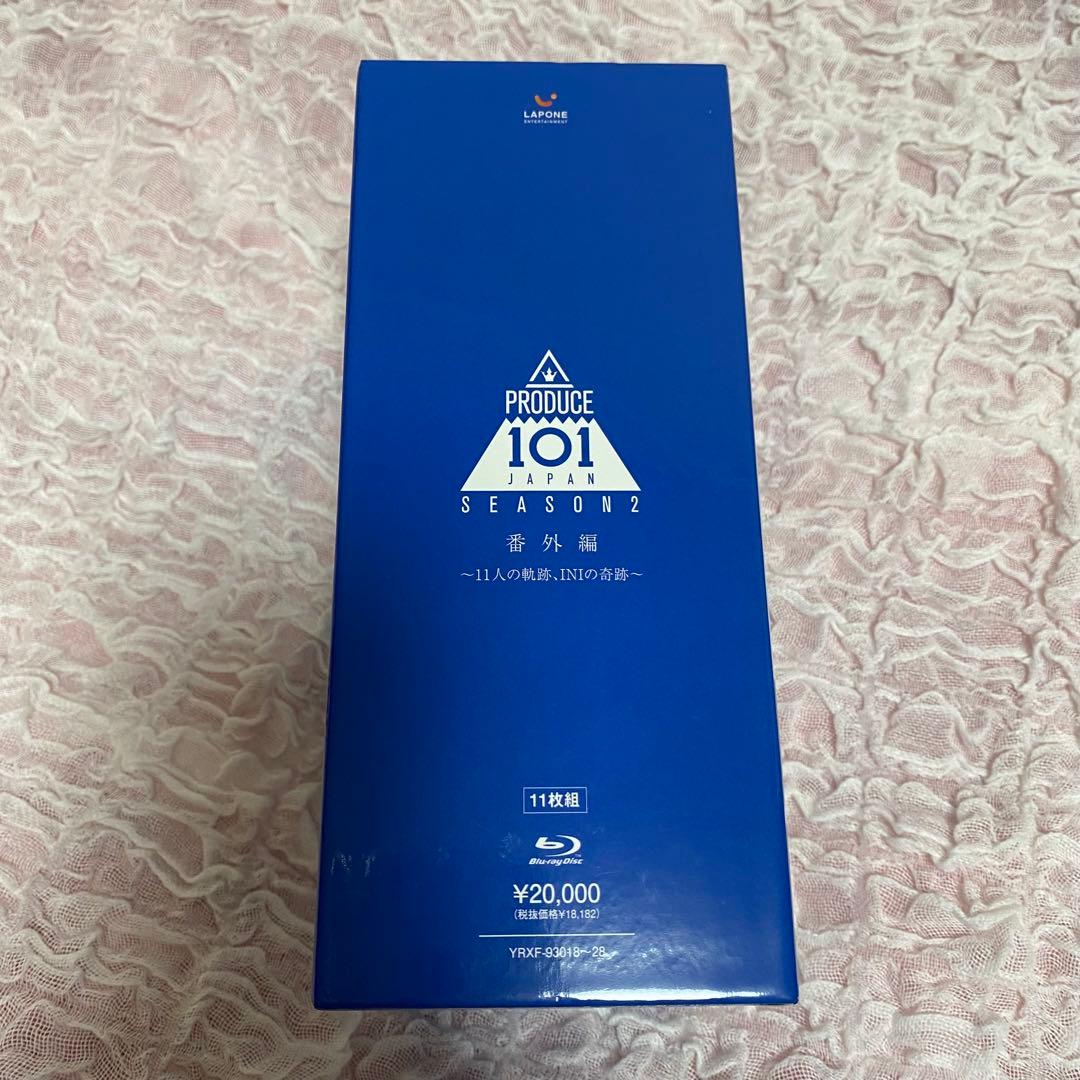 LAPONE
ENTERTAINMENT
PRODUCE
101
JAPAN
SEASON2
番外編
～11人の軌跡、INIの奇跡～
11枚組
Blu-ray Disc
¥20,000
(税抜価格¥18,182)
YRXF-93018～28